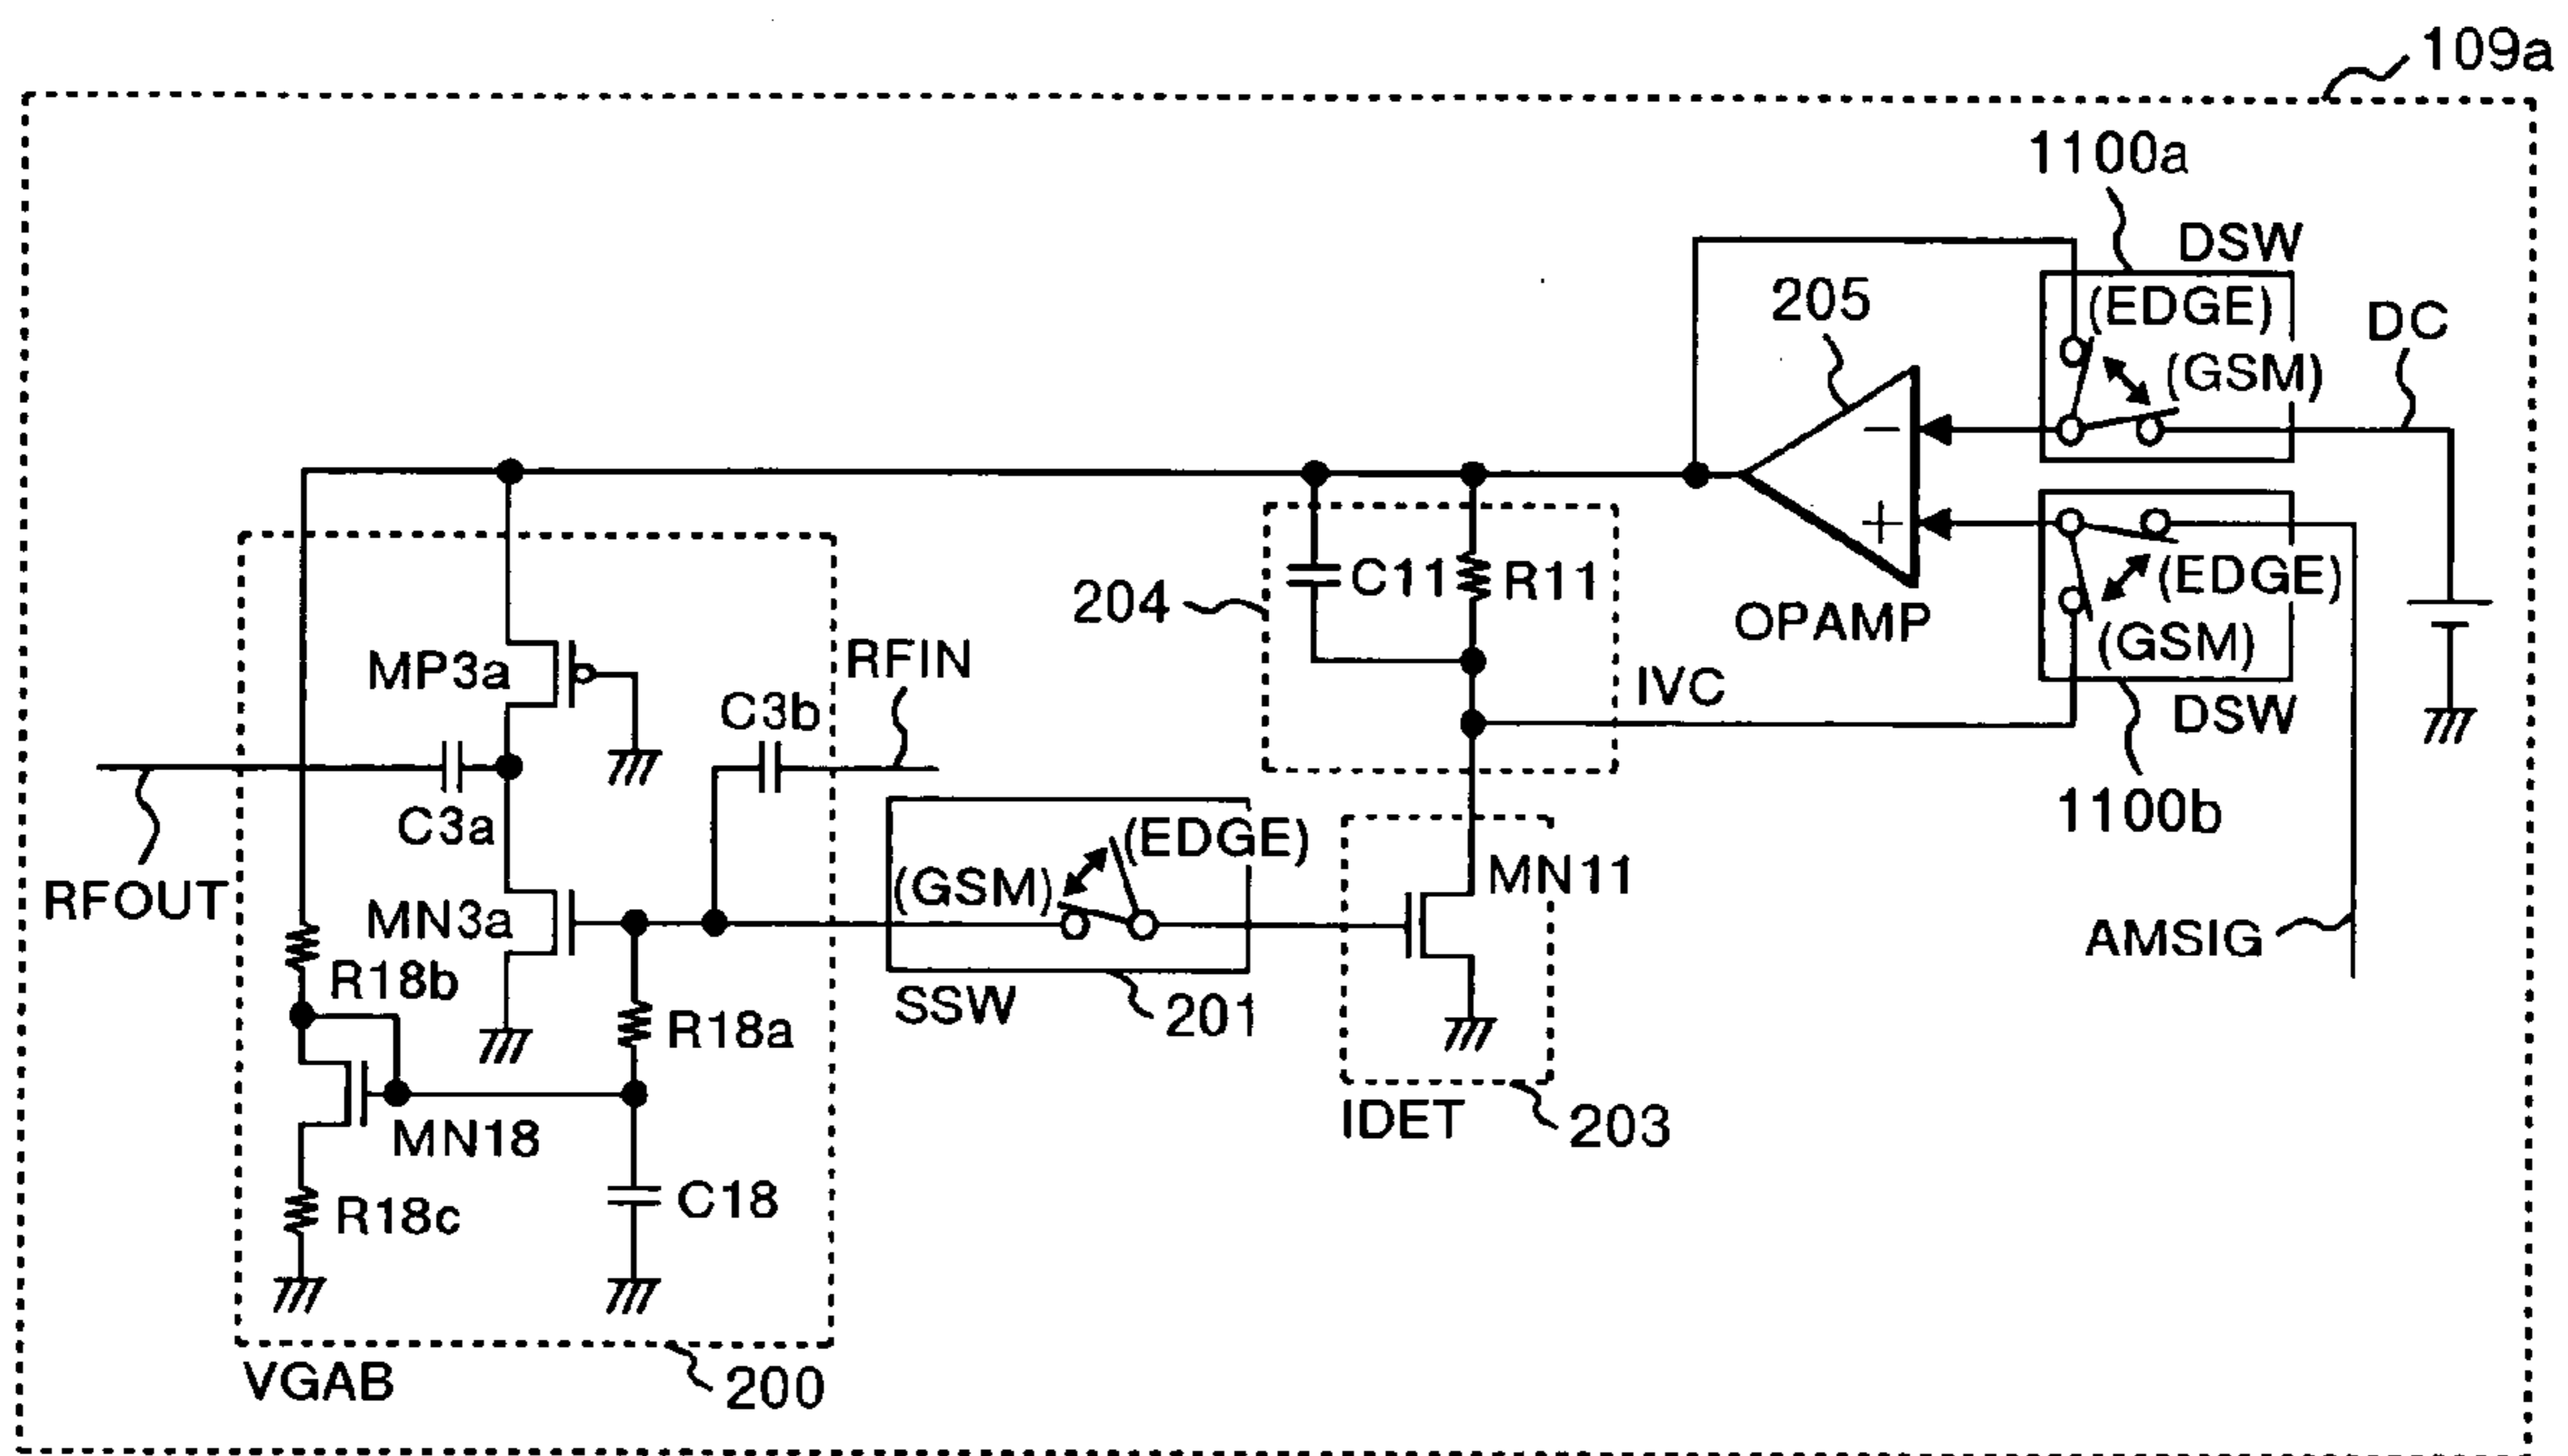 109a
1100a
DSW
(EDGE)
(GSM)
DC
205
−
+
OPAMP
(EDGE)
(GSM)
DSW
1100b
204
C11
R11
IVC
MP3a
C3b
RFIN
C3a
RFOUT
MN3a
(GSM)
(EDGE)
MN11
AMSIG
R18b
R18a
SSW
201
MN18
IDET
203
R18c
C18
VGAB
200